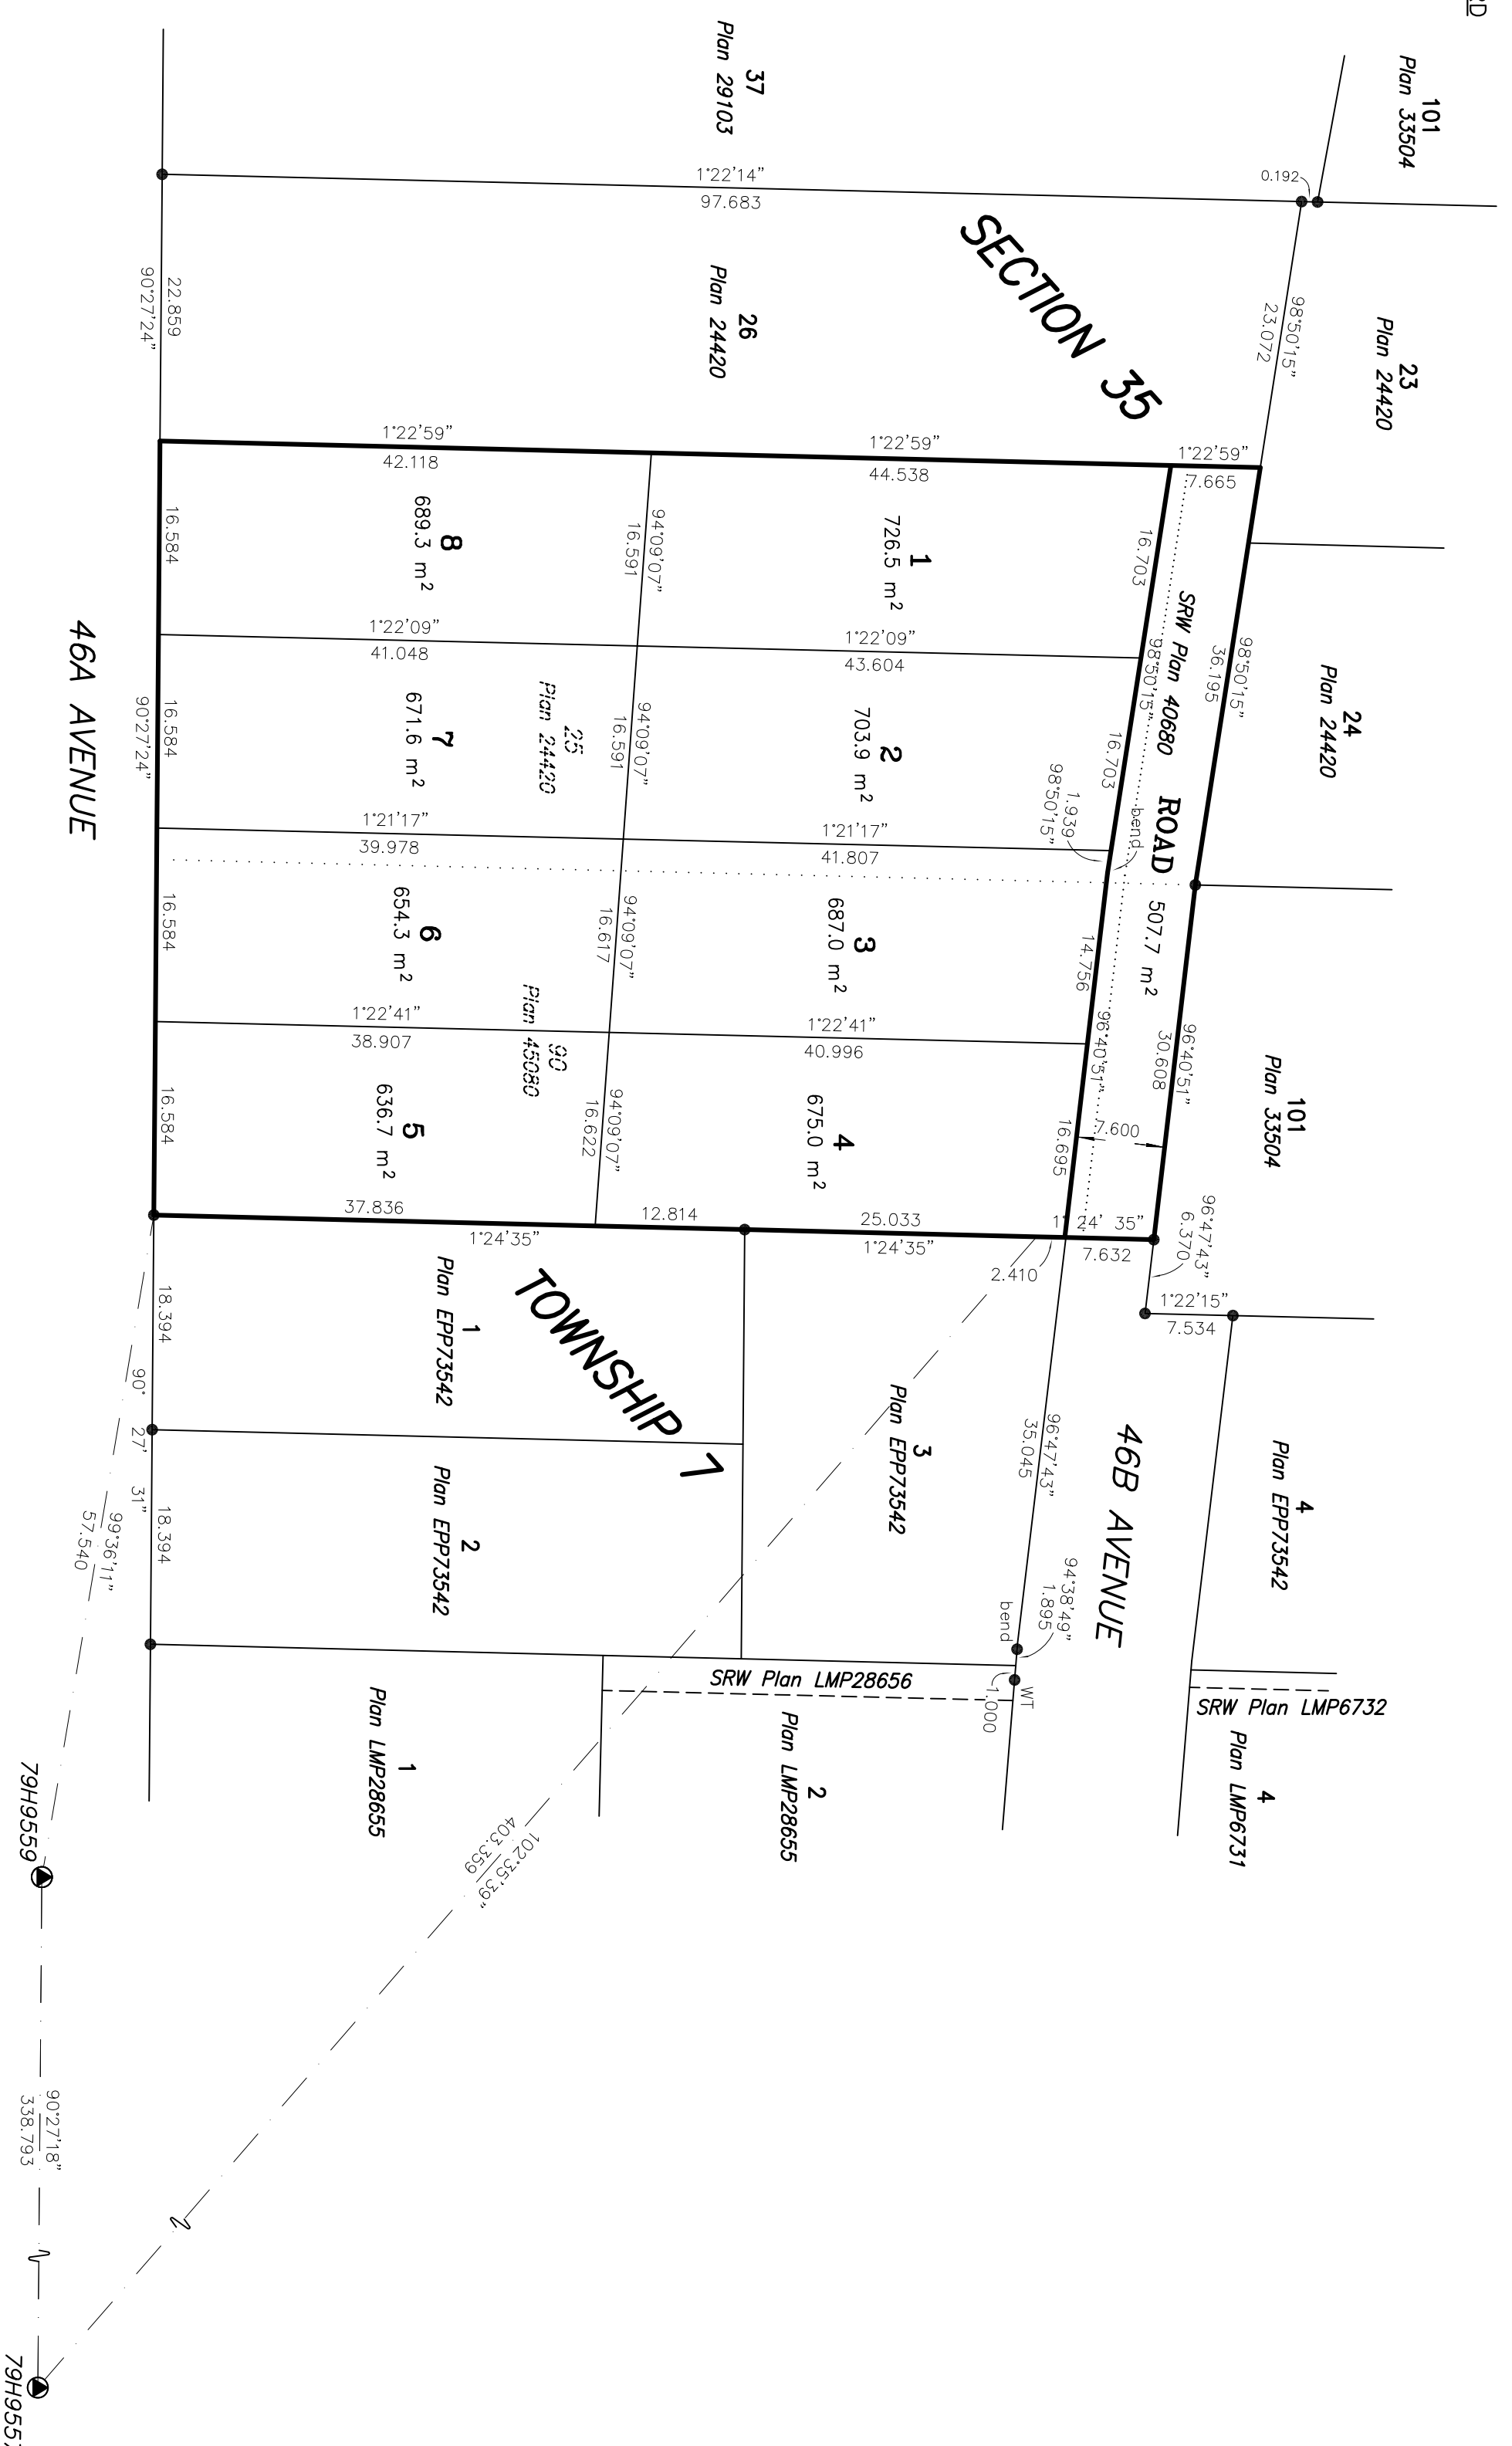 101
Plan 33504
37
Plan 29103
1°22'14"
97.683
0.192
23
Plan 24420
98°50'15"
23.072
SECTION 35
26
Plan 24420
22.859
90°27'24"
1°22'59"
42.118
1°22'59"
44.538
1°22'59"
7.665
24
Plan 24420
98°50'15"
36.195
SRW Plan 40680
ROAD
507.7 m²
16.703
98°50'15"
16.703
bend
1.939
98°50'15"
14.756
96°40'51"
16.695
1
726.5 m²
94°09'07"
16.591
8
689.3 m²
16.584
1°22'09"
41.048
1°22'09"
43.604
2
703.9 m²
94°09'07"
16.591
25
Plan 24420
7
671.6 m²
16.584
90°27'24"
46A AVENUE
1°21'17"
39.978
1°21'17"
41.807
3
687.0 m²
94°09'07"
16.617
6
654.3 m²
16.584
1°22'41"
38.907
1°22'41"
40.996
90
Plan 45080
4
675.0 m²
94°09'07"
16.622
5
636.7 m²
16.584
101
Plan 33504
96°40'51"
30.608
7.600
96°47'43"
6.370
1°22'15"
7.534
37.836
1°24'35"
12.814
25.033
1°24'35"
1° 24' 35"
7.632
2.410
TOWNSHIP 7
1
Plan EPP73542
18.394
90° 27' 31"
2
Plan EPP73542
18.394
3
Plan EPP73542
96°47'43"
35.045
46B AVENUE
4
Plan EPP73542
94°38'49"
1.895
bend
WT
1.000
SRW Plan LMP28656
SRW Plan LMP6732
4
Plan LMP6731
2
Plan LMP28655
1
Plan LMP28655
99°36'11"
57.540
102°35'39"
403.359
79H9559
90°27'18"
338.793